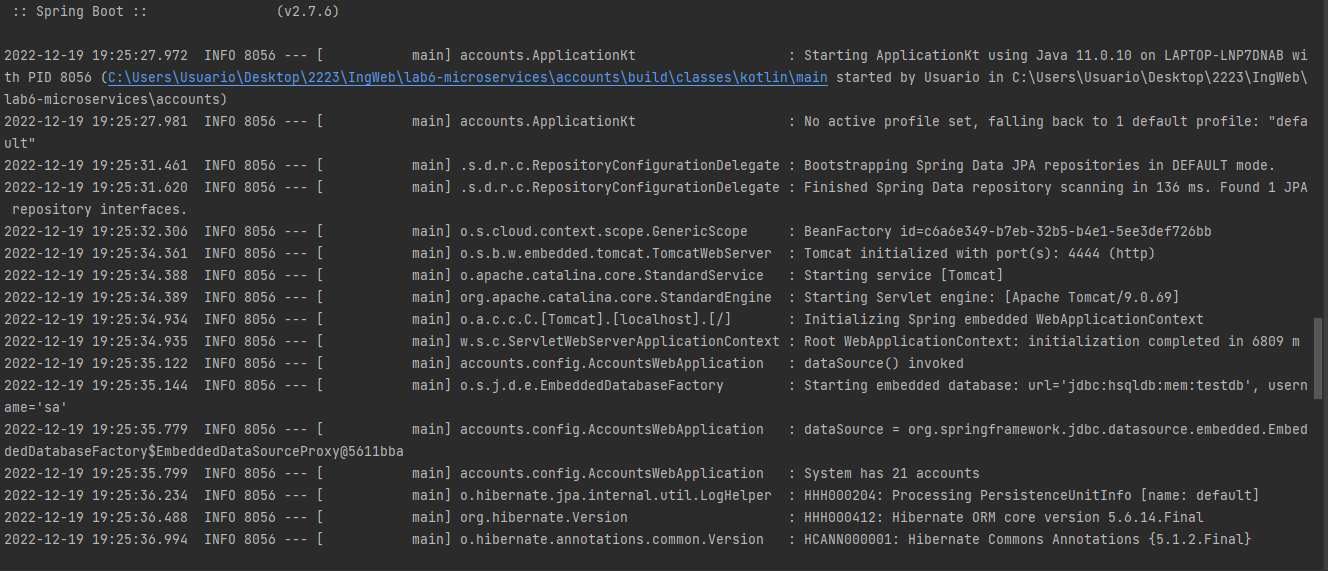 :: Spring Boot ::                (v2.7.6)
2022-12-19 19:25:27.972  INFO 8056 --- [           main] accounts.ApplicationKt                   : Starting ApplicationKt using Java 11.0.10 on LAPTOP-LNP7DNAB wi
th PID 8056 (C:\Users\Usuario\Desktop\2223\IngWeb\lab6-microservices\accounts\build\classes\kotlin\main started by Usuario in C:\Users\Usuario\Desktop\2223\IngWeb\
lab6-microservices\accounts)
2022-12-19 19:25:27.981  INFO 8056 --- [           main] accounts.ApplicationKt                   : No active profile set, falling back to 1 default profile: "defa
ult"
2022-12-19 19:25:31.461  INFO 8056 --- [           main] .s.d.r.c.RepositoryConfigurationDelegate : Bootstrapping Spring Data JPA repositories in DEFAULT mode.
2022-12-19 19:25:31.620  INFO 8056 --- [           main] .s.d.r.c.RepositoryConfigurationDelegate : Finished Spring Data repository scanning in 136 ms. Found 1 JPA
 repository interfaces.
2022-12-19 19:25:32.306  INFO 8056 --- [           main] o.s.cloud.context.scope.GenericScope     : BeanFactory id=c6a6e349-b7eb-32b5-b4e1-5ee3def726bb
2022-12-19 19:25:34.361  INFO 8056 --- [           main] o.s.b.w.embedded.tomcat.TomcatWebServer  : Tomcat initialized with port(s): 4444 (http)
2022-12-19 19:25:34.388  INFO 8056 --- [           main] o.apache.catalina.core.StandardService   : Starting service [Tomcat]
2022-12-19 19:25:34.389  INFO 8056 --- [           main] org.apache.catalina.core.StandardEngine  : Starting Servlet engine: [Apache Tomcat/9.0.69]
2022-12-19 19:25:34.934  INFO 8056 --- [           main] o.a.c.c.C.[Tomcat].[localhost].[/]       : Initializing Spring embedded WebApplicationContext
2022-12-19 19:25:34.935  INFO 8056 --- [           main] w.s.c.ServletWebServerApplicationContext : Root WebApplicationContext: initialization completed in 6809 m
2022-12-19 19:25:35.122  INFO 8056 --- [           main] accounts.config.AccountsWebApplication   : dataSource() invoked
2022-12-19 19:25:35.144  INFO 8056 --- [           main] o.s.j.d.e.EmbeddedDatabaseFactory        : Starting embedded database: url='jdbc:hsqldb:mem:testdb', usern
ame='sa'
2022-12-19 19:25:35.779  INFO 8056 --- [           main] accounts.config.AccountsWebApplication   : dataSource = org.springframework.jdbc.datasource.embedded.Embed
dedDatabaseFactory$EmbeddedDataSourceProxy@5611bba
2022-12-19 19:25:35.799  INFO 8056 --- [           main] accounts.config.AccountsWebApplication   : System has 21 accounts
2022-12-19 19:25:36.234  INFO 8056 --- [           main] o.hibernate.jpa.internal.util.LogHelper  : HHH000204: Processing PersistenceUnitInfo [name: default]
2022-12-19 19:25:36.488  INFO 8056 --- [           main] org.hibernate.Version                    : HHH000412: Hibernate ORM core version 5.6.14.Final
2022-12-19 19:25:36.994  INFO 8056 --- [           main] o.hibernate.annotations.common.Version   : HCANN000001: Hibernate Commons Annotations {5.1.2.Final}